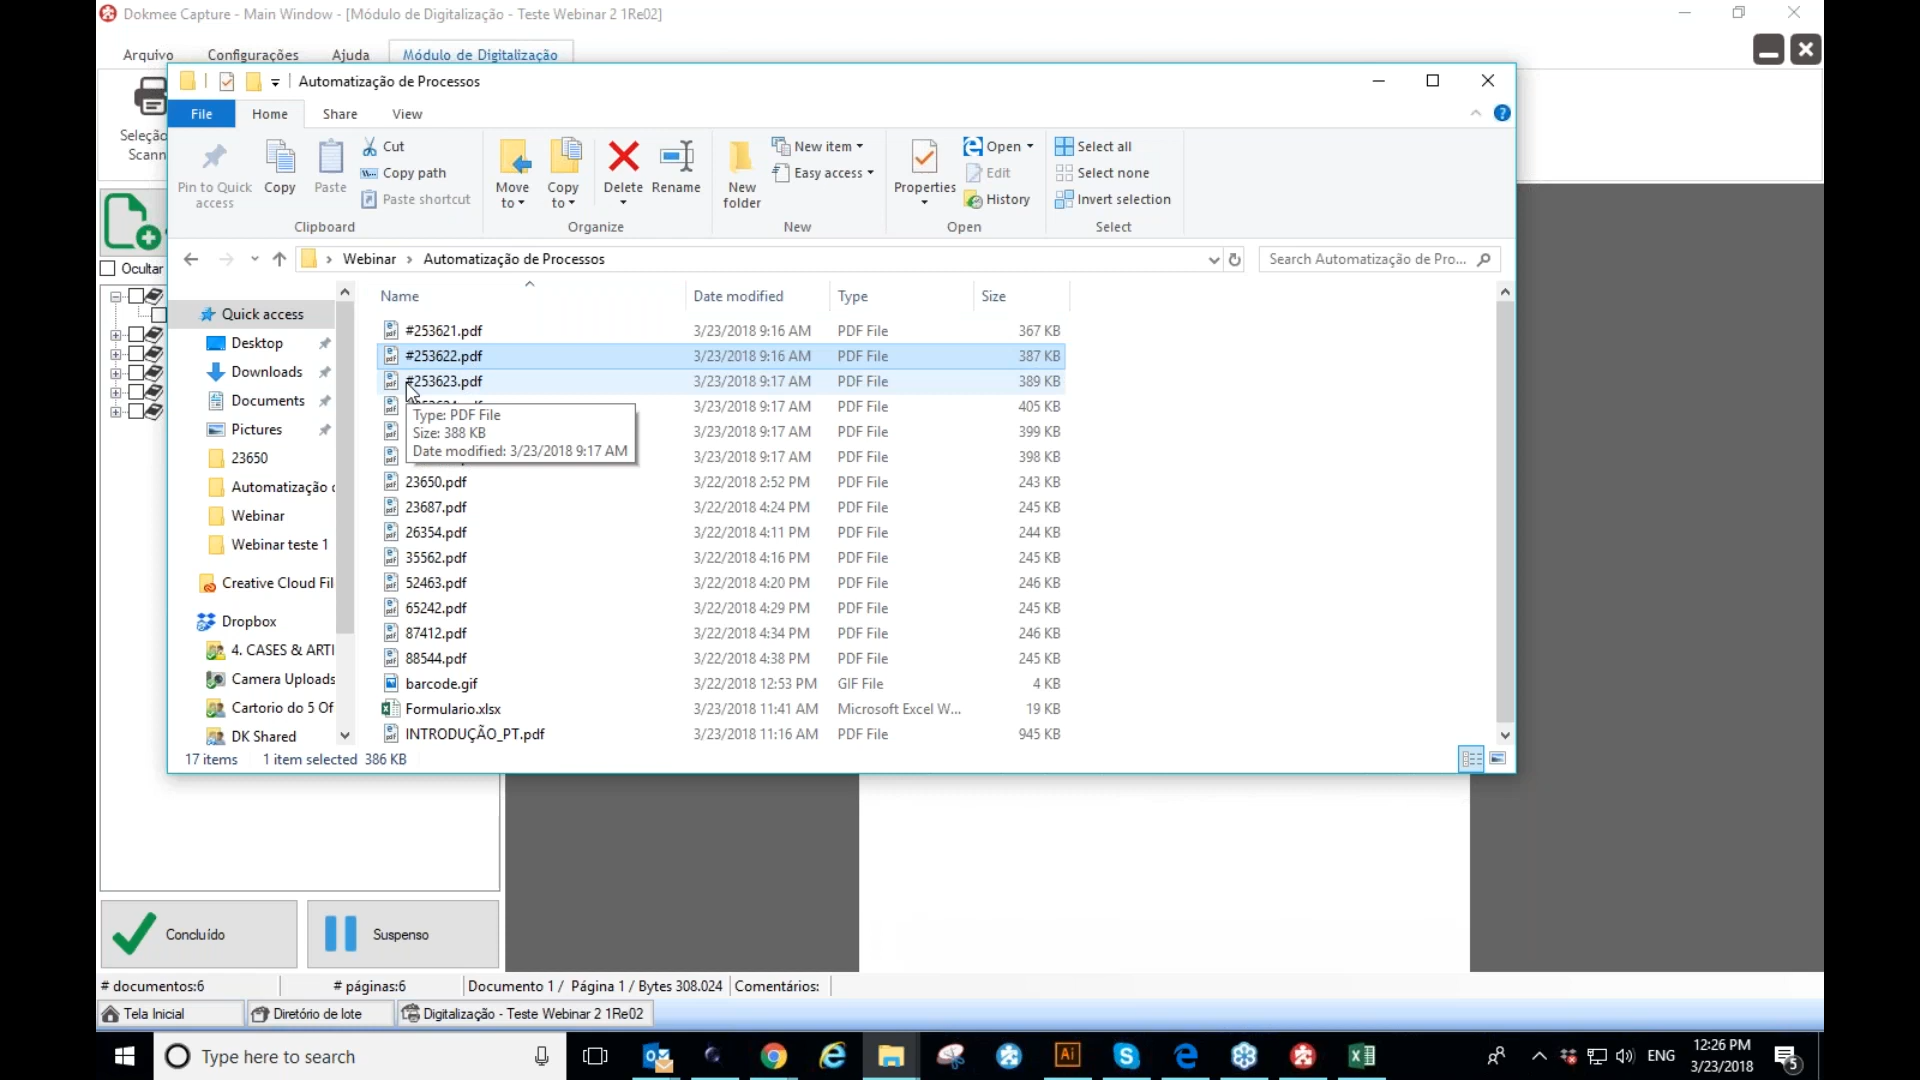 Dokmee Capture - Main Window - [Módulo de Digitalização - Teste Webinar 2 1Re02]
Arquivo Configurações Ajuda Módulo de Digitalização
Automatização de Processos
File Home Share View
Seleção
Scann
Pin to Quick access
Copy
Paste
Cut
Copy path
Paste shortcut
Clipboard
Move to
Copy to
Delete
Rename
Organize
New folder
New item
Easy access
New
Properties
Open
Edit
History
Open
Select all
Select none
Invert selection
Select
Webinar > Automatização de Processos
Search Automatização de Pro...
Ocultar
Quick access
Desktop
Downloads
Documents
Pictures
23650
Automatização
Webinar
Webinar teste 1
Creative Cloud Fil
Dropbox
4. CASES & ARTI
Camera Uploads
Cartorio do 5 Of
DK Shared
Name Date modified Type Size
#253621.pdf 3/23/2018 9:16 AM PDF File 367 KB
#253622.pdf 3/23/2018 9:16 AM PDF File 387 KB
#253623.pdf 3/23/2018 9:17 AM PDF File 389 KB
3/23/2018 9:17 AM PDF File 405 KB
3/23/2018 9:17 AM PDF File 399 KB
3/23/2018 9:17 AM PDF File 398 KB
Type: PDF File
Size: 388 KB
Date modified: 3/23/2018 9:17 AM
23650.pdf 3/22/2018 2:52 PM PDF File 243 KB
23687.pdf 3/22/2018 4:24 PM PDF File 245 KB
26354.pdf 3/22/2018 4:11 PM PDF File 244 KB
35562.pdf 3/22/2018 4:16 PM PDF File 245 KB
52463.pdf 3/22/2018 4:20 PM PDF File 246 KB
65242.pdf 3/22/2018 4:29 PM PDF File 245 KB
87412.pdf 3/22/2018 4:34 PM PDF File 246 KB
88544.pdf 3/22/2018 4:38 PM PDF File 245 KB
barcode.gif 3/22/2018 12:53 PM GIF File 4 KB
Formulario.xlsx 3/23/2018 11:41 AM Microsoft Excel W... 19 KB
INTRODUÇÃO_PT.pdf 3/23/2018 11:16 AM PDF File 945 KB
17 items 1 item selected 386 KB
Concluído
Suspenso
# documentos:6 # páginas:6 Documento 1 / Página 1 / Bytes 308.024 Comentários:
Tela Inicial Diretório de lote Digitalização - Teste Webinar 2 1Re02
Type here to search
Ai
ENG
12:26 PM
3/23/2018
5